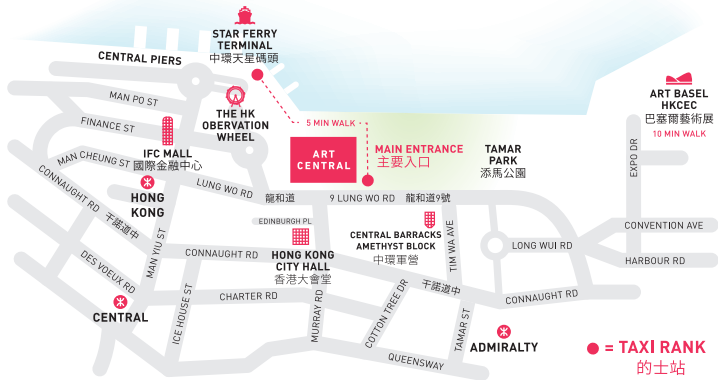 STAR FERRY
TERMINAL
中環天星碼頭
CENTRAL PIERS
MAN PO ST
THE HK
OBERVATION
WHEEL
ART BASEL
HKCEC
巴塞爾藝術展
10 MIN WALK
FINANCE ST
5 MIN WALK
IFC MALL
國際金融中心
ART
CENTRAL
MAIN ENTRANCE
主要入口
TAMAR
PARK
添馬公園
EXPO DR
MAN CHEUNG ST
CONNAUGHT RD 干諾道中
HONG
KONG
LUNG WO RD 龍和道
9 LUNG WO RD 龍和道9號
EDINBURGH PL
CENTRAL BARRACKS
AMETHYST BLOCK
中環軍營
TIM WA AVE
CONVENTION AVE
LONG WUI RD
HARBOUR RD
MAN YIU ST
CONNAUGHT RD
HONG KONG
CITY HALL
香港大會堂
DES VOEUX RD
干諾道中
CONNAUGHT RD
CHARTER RD
CENTRAL
ICE HOUSE ST
MURRAY RD
COTTON TREE DR
TAMAR ST
ADMIRALTY
QUEENSWAY
= TAXI RANK
的士站